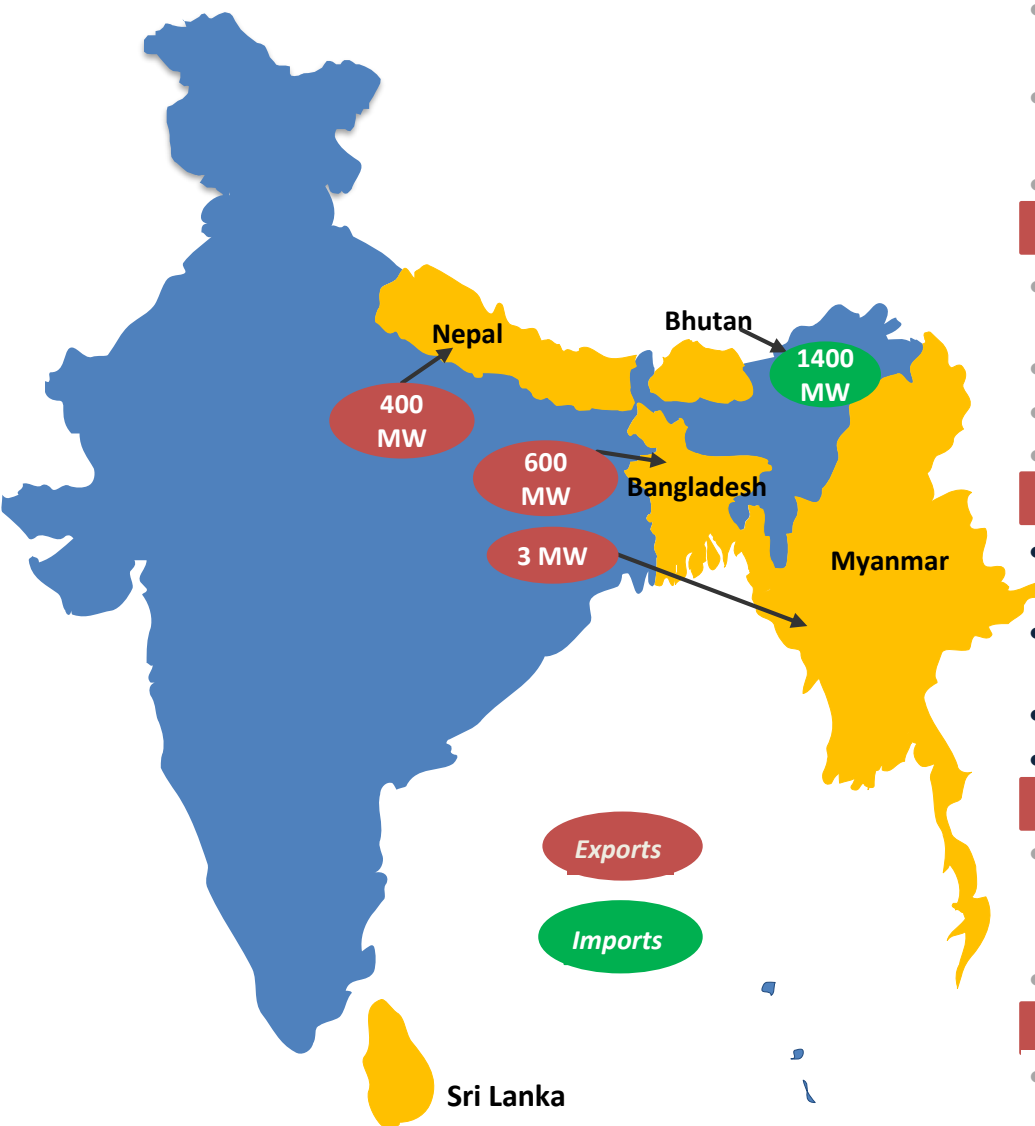 Nepal
Bhutan
1400
MW
400
MW
600
MW
Bangladesh
3 MW
Myanmar
Exports
Imports
Sri Lanka